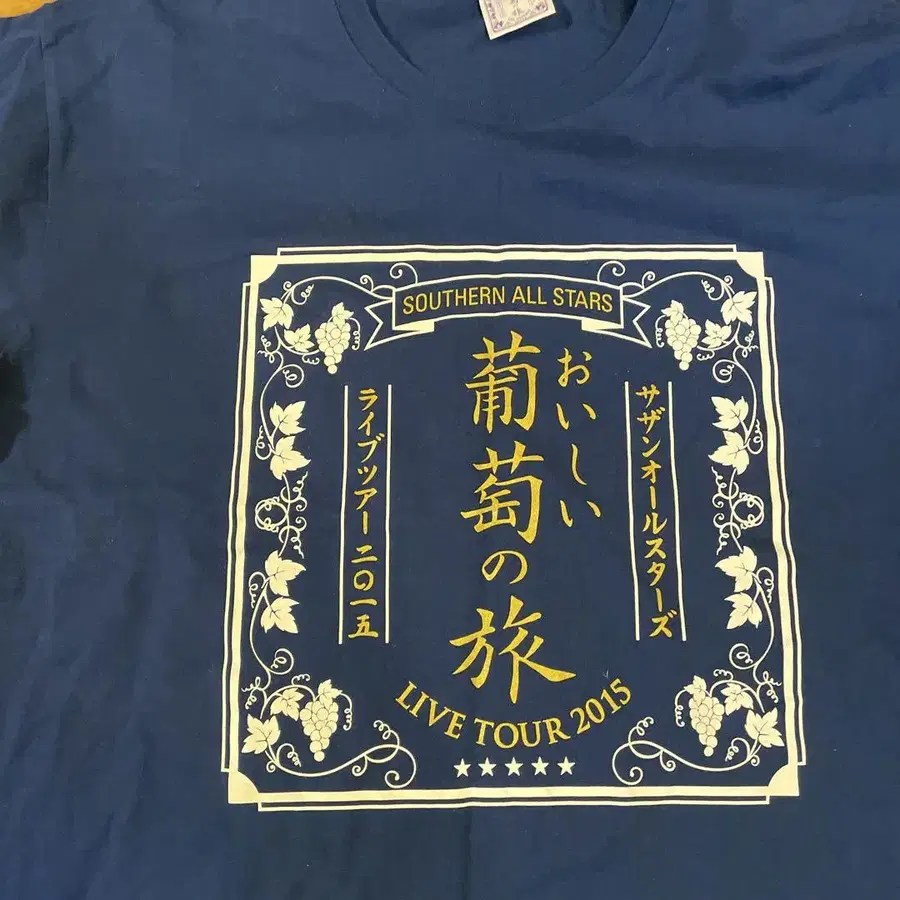 SOUTHERN ALL STARS
サザンオールスターズ
おいしい
葡萄の旅
ライブツアー二〇一五
LIVE TOUR 2015